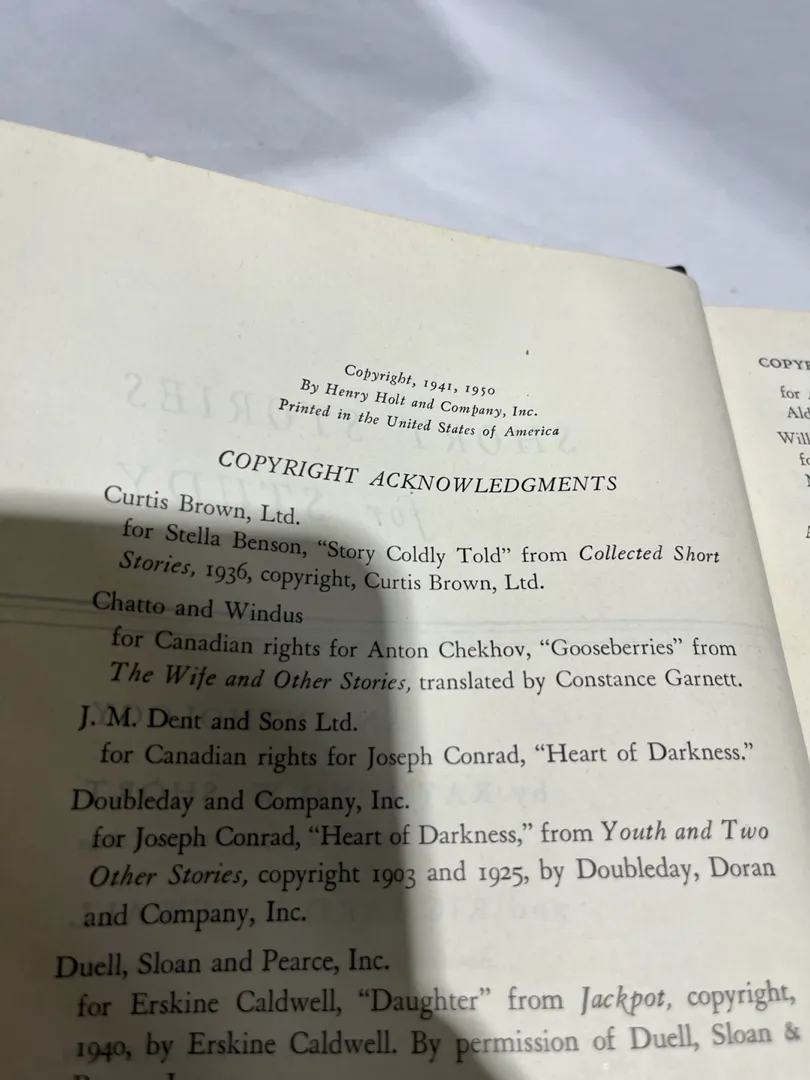 Copyright, 1941, 1950
By Henry Holt and Company, Inc.
Printed in the United States of America
COPYRIGHT ACKNOWLEDGMENTS
Curtis Brown, Ltd.
for Stella Benson, “Story Coldly Told” from Collected Short
Stories, 1936, copyright, Curtis Brown, Ltd.
Chatto and Windus
for Canadian rights for Anton Chekhov, “Gooseberries” from
The Wife and Other Stories, translated by Constance Garnett.
J. M. Dent and Sons Ltd.
for Canadian rights for Joseph Conrad, “Heart of Darkness.”
Doubleday and Company, Inc.
for Joseph Conrad, “Heart of Darkness,” from Youth and Two
Other Stories, copyright 1903 and 1925, by Doubleday, Doran
and Company, Inc.
Duell, Sloan and Pearce, Inc.
for Erskine Caldwell, “Daughter” from Jackpot, copyright,
1940, by Erskine Caldwell. By permission of Duell, Sloan &
for